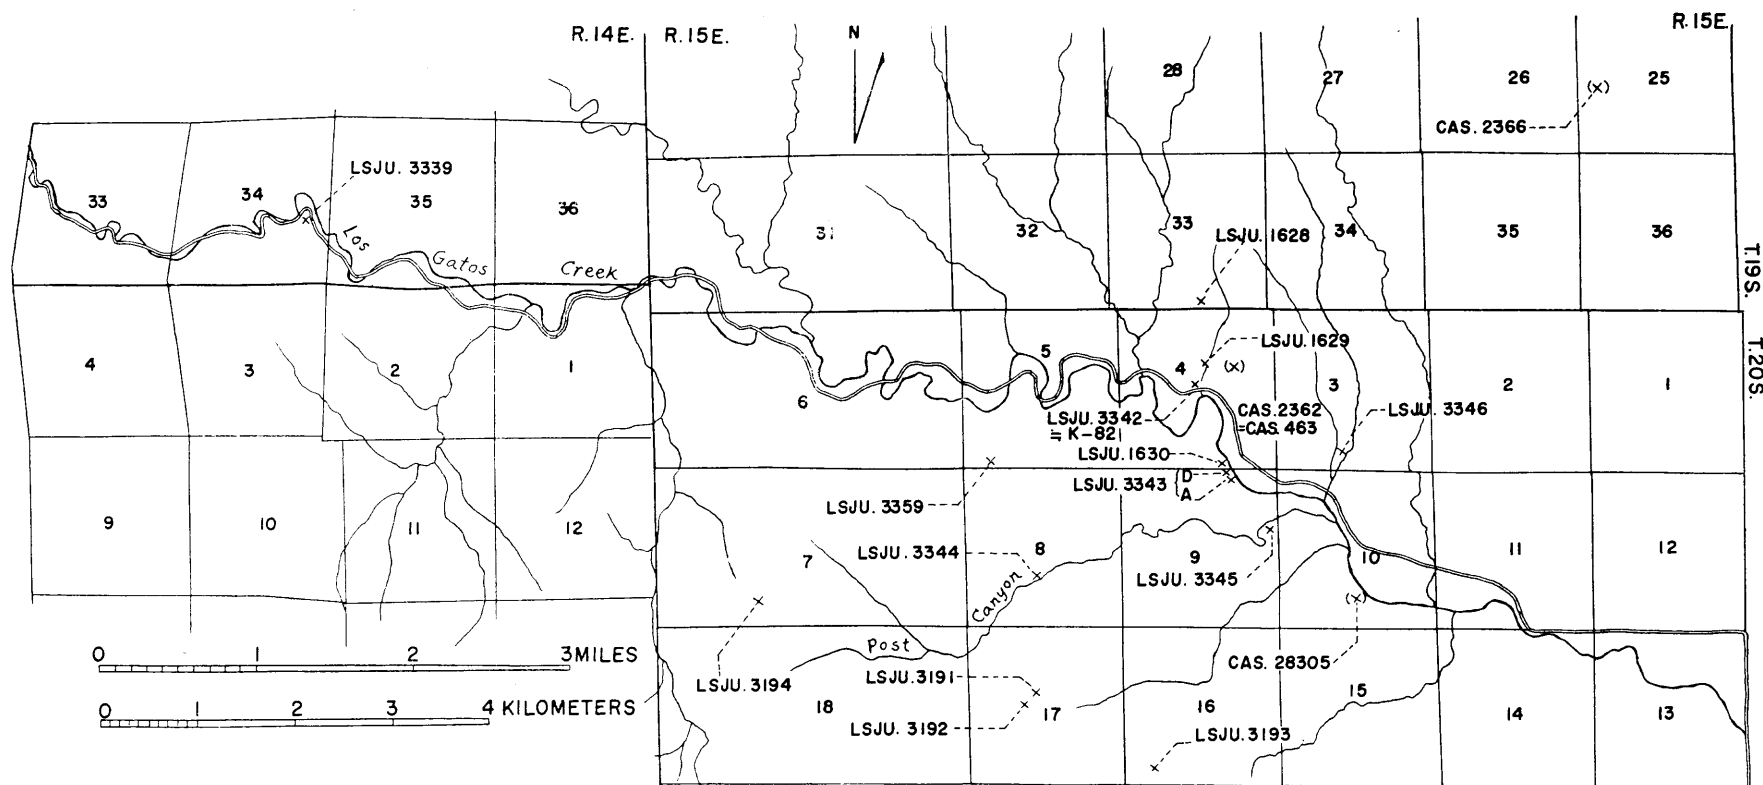 R.14E. R.15E. N R.15E.
28 27 26 25
CAS. 2366
LSJU. 3339
33 34 35 36
31 32 33 34 35 36
LSJU. 1628
Los Gatos Creek
T.19S.
T.20S.
LSJU. 1629
4 3 2 1
6 5 4 3 2 1
LSJU. 3342
≒ K-82
CAS. 2362
=CAS. 463
LSJU. 3346
LSJU. 1630
LSJU. 3343 { D
A
LSJU. 3359
9 10 11 12
7 8 9 10 11 12
LSJU. 3344
LSJU. 3345
Post Canyon
0 1 2 3 MILES
LSJU. 3194
LSJU. 3191
CAS. 28305
0 1 2 3 4 KILOMETERS
18 17 16 15 14 13
LSJU. 3192
LSJU. 3193